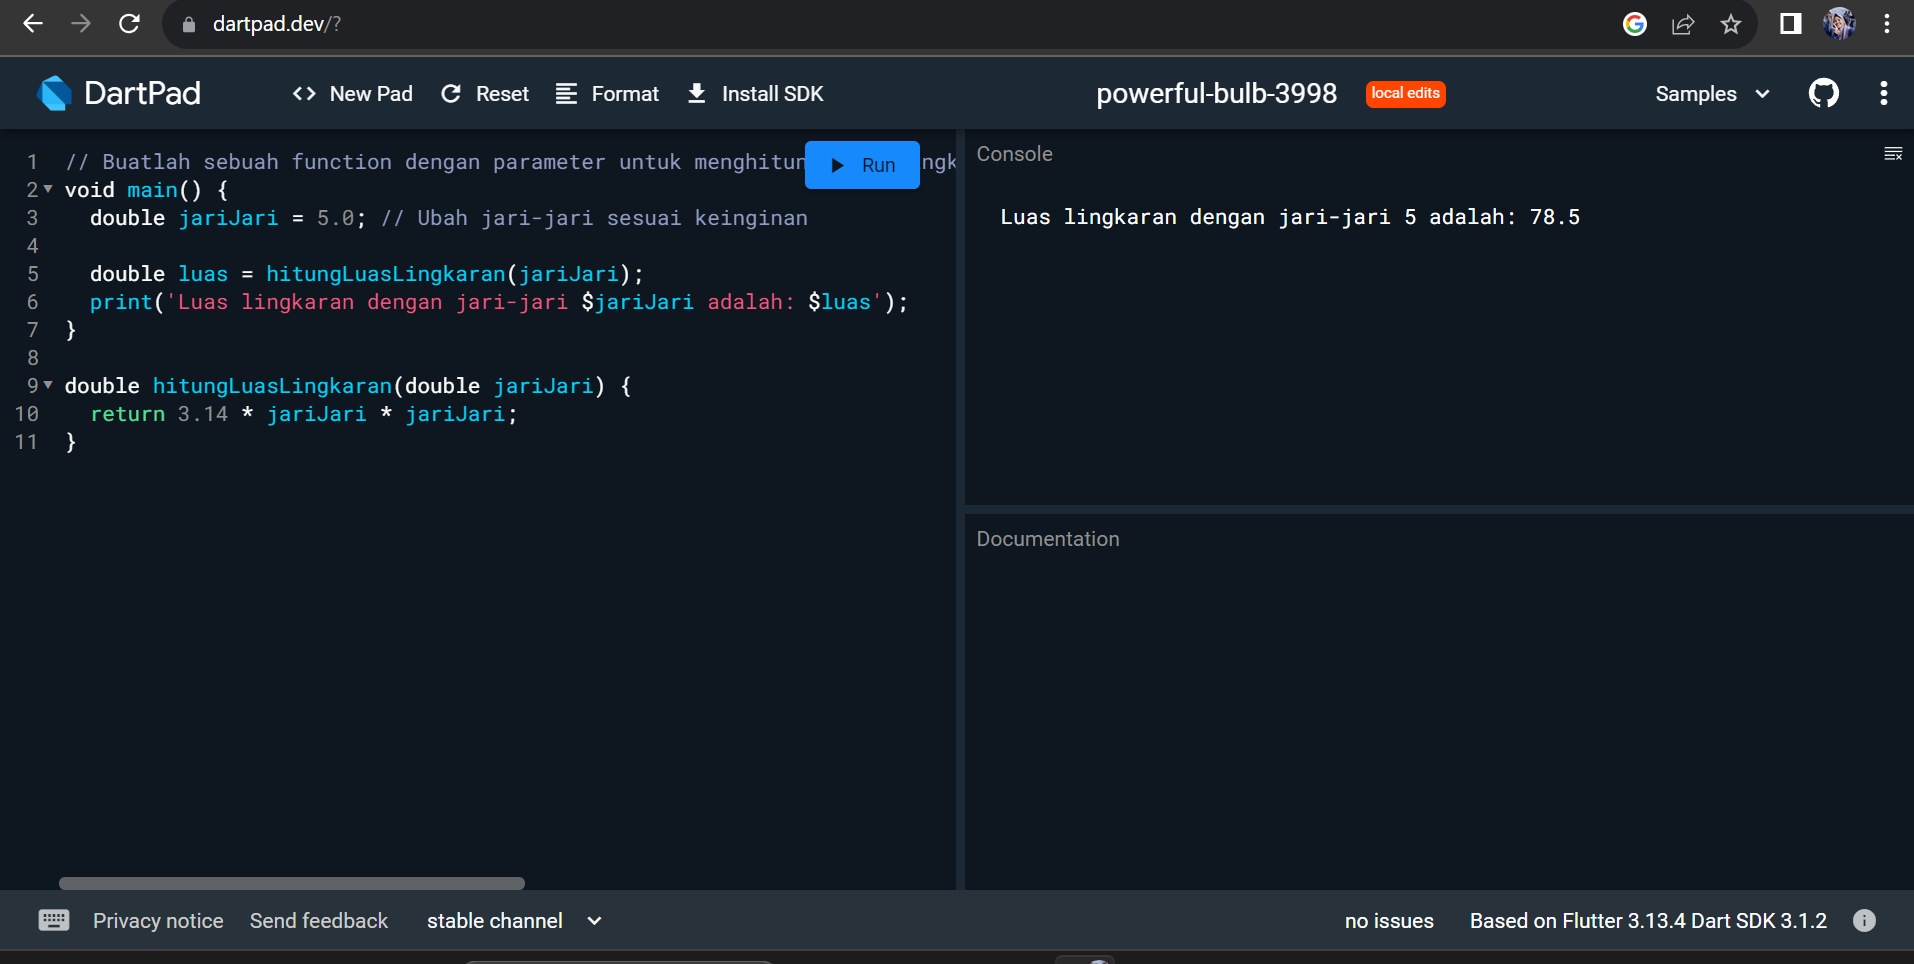 dartpad.dev/?
DartPad
New Pad
Reset
Format
Install SDK
powerful-bulb-3998
local edits
Samples
1 // Buatlah sebuah function dengan parameter untuk
2 void main() {
3 double jariJari = 5.0; // Ubah jari-jari sesuai keinginan
4
5 double luas = hitungLuasLingkaran(jariJari);
6 print('Luas lingkaran dengan jari-jari $jariJari adalah: $luas');
7 }
8
9 double hitungLuasLingkaran(double jariJari) {
10 return 3.14 * jariJari * jariJari;
11 }
Run
Console
Luas lingkaran dengan jari-jari 5 adalah: 78.5
Documentation
Privacy notice
Send feedback
stable channel
no issues
Based on Flutter 3.13.4 Dart SDK 3.1.2